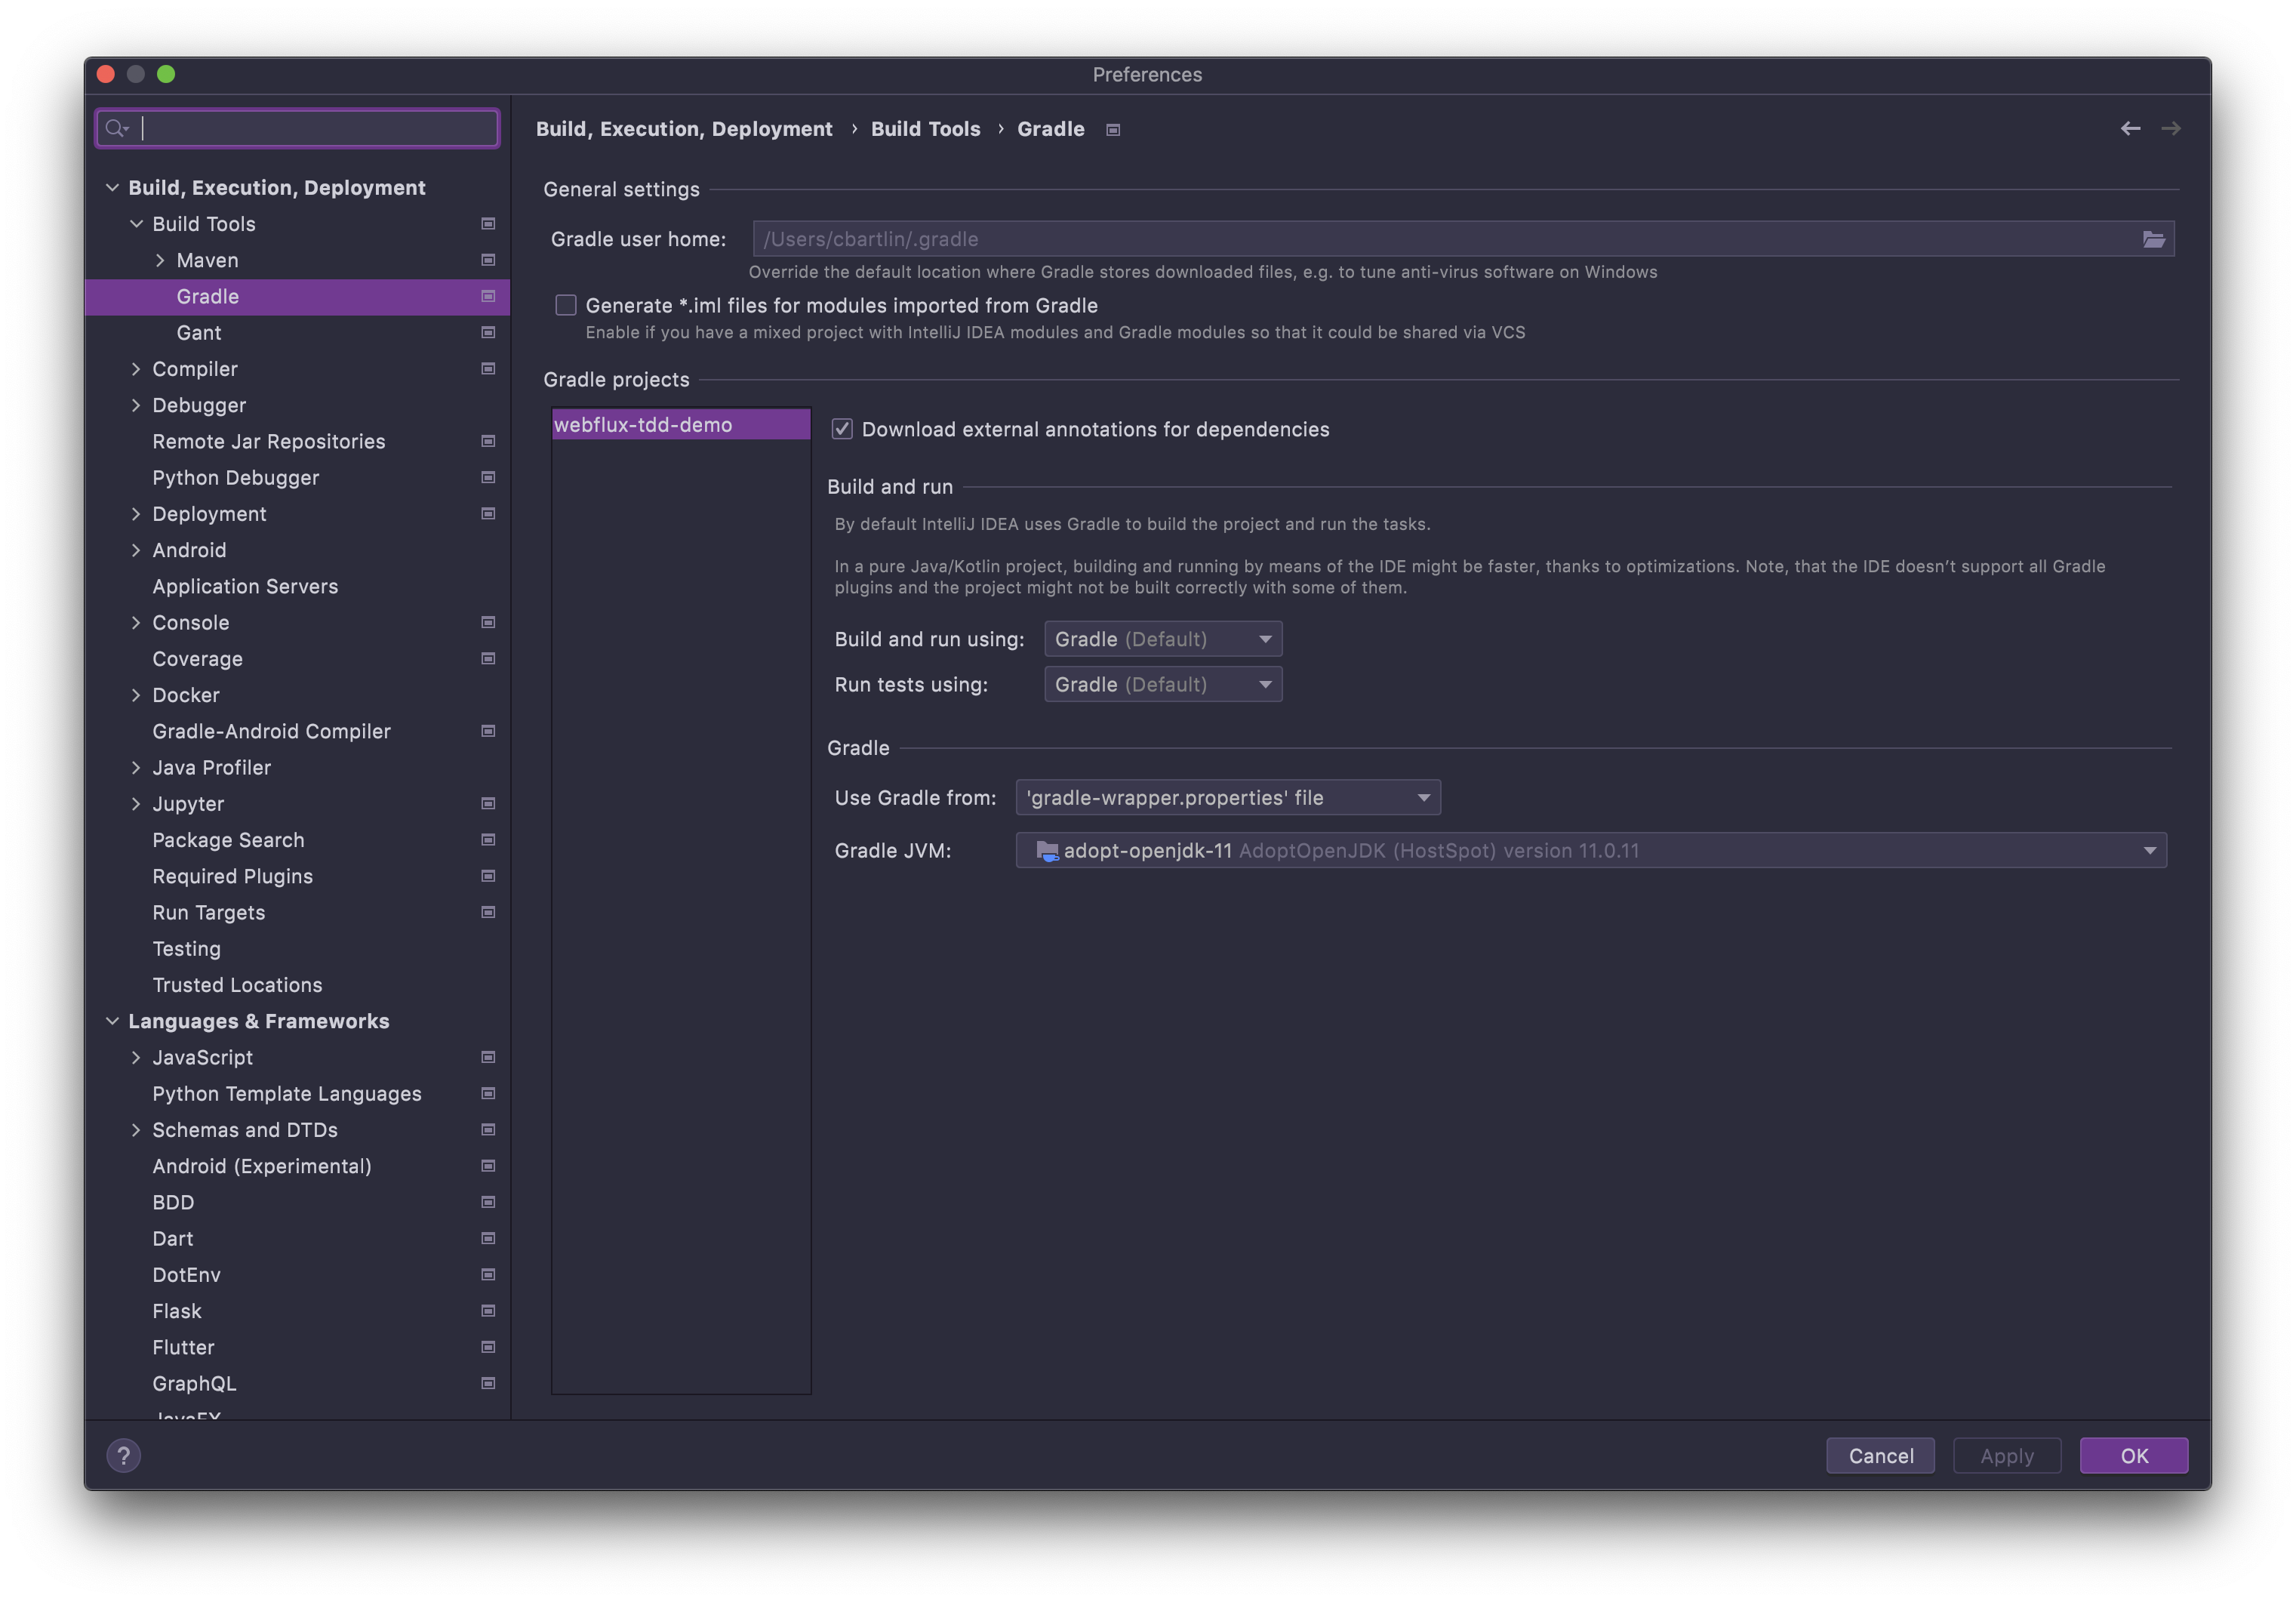 Preferences
Build, Execution, Deployment
Build Tools
Maven
Gradle
Gant
Compiler
Debugger
Remote Jar Repositories
Python Debugger
Deployment
Android
Application Servers
Console
Coverage
Docker
Gradle-Android Compiler
Java Profiler
Jupyter
Package Search
Required Plugins
Run Targets
Testing
Trusted Locations
Languages & Frameworks
JavaScript
Python Template Languages
Schemas and DTDs
Android (Experimental)
BDD
Dart
DotEnv
Flask
Flutter
GraphQL
JavaFX
Build, Execution, Deployment › Build Tools › Gradle
General settings
Gradle user home: /Users/cbartlin/.gradle
Override the default location where Gradle stores downloaded files, e.g. to tune anti-virus software on Windows
Generate *.iml files for modules imported from Gradle
Enable if you have a mixed project with IntelliJ IDEA modules and Gradle modules so that it could be shared via VCS
Gradle projects
webflux-tdd-demo
Download external annotations for dependencies
Build and run
By default IntelliJ IDEA uses Gradle to build the project and run the tasks.
In a pure Java/Kotlin project, building and running by means of the IDE might be faster, thanks to optimizations. Note, that the IDE doesn't support all Gradle
plugins and the project might not be built correctly with some of them.
Build and run using: Gradle (Default)
Run tests using: Gradle (Default)
Gradle
Use Gradle from: 'gradle-wrapper.properties' file
Gradle JVM: adopt-openjdk-11 AdoptOpenJDK (HostSpot) version 11.0.11
? Cancel Apply OK